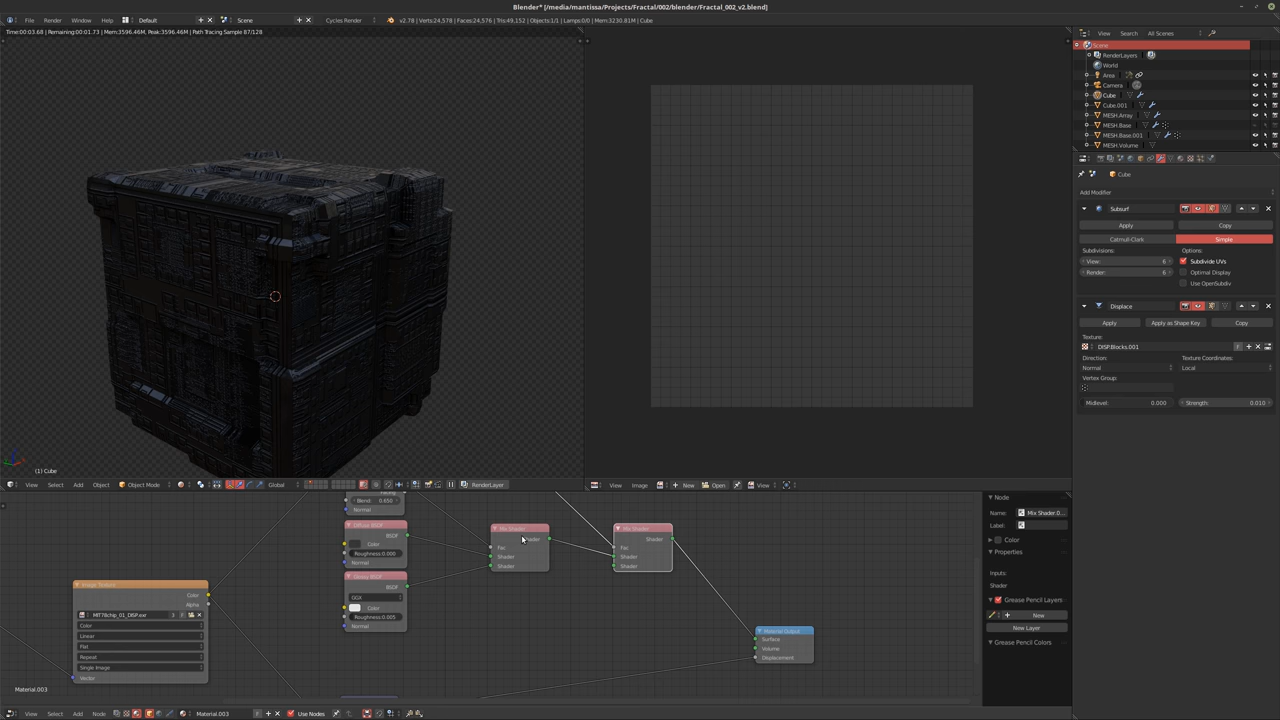 Blender* [/media/mantissa/Projects/Fractal/002/blender/Fractal_002_v2.blend]
File Render Window Help Default Scene Cycles Render v2.78 | Verts:24,578 | Faces:24,576 | Tris:49,152 | Objects:1/1 | Lamps:0/0 | Mem:3230.81M | Cube
Time:00:03.68 | Remaining:00:01.73 | Mem:3596.46M, Peak:3596.46M | Path Tracing Sample 87/128
View Search All Scenes
Scene
RenderLayers
World
Area
Camera
Cube
Cube.001
MESH.Array
MESH.Base
MESH.Base.001
MESH.Volume
Cube
Add Modifier
Subsurf
Apply Copy
Catmull-Clark Simple
Subdivisions: Options:
View: 6 Subdivide UVs
Render: 6 Optimal Display
Use OpenSubdiv
Displace
Apply Apply as Shape Key Copy
Texture:
DISP.Blocks.001 F
Direction: Texture Coordinates:
Normal Local
Vertex Group:
Midlevel: 0.000 Strength: 0.010
(1) Cube
View Select Add Object Object Mode Global RenderLayer
View Image New Open View
Facing
Blend: 0.650
Normal
Diffuse BSDF
BSDF
Color
Roughness:0.000
Normal
Glossy BSDF
BSDF
GGX
Color
Roughness:0.005
Normal
Mix Shader
Shader
Fac
Shader
Shader
Mix Shader
Shader
Fac
Shader
Shader
Image Texture
Color
Alpha
MIT78chip_01_DISP.exr 3 F
Color
Linear
Flat
Repeat
Single Image
Vector
Material Output
Surface
Volume
Displacement
Material.003
Node
Name: Mix Shader.0...
Label:
Color
Properties
Inputs:
Shader
Grease Pencil Layers
New
New Layer
Grease Pencil Colors
View Select Add Node Material.003 Use Nodes